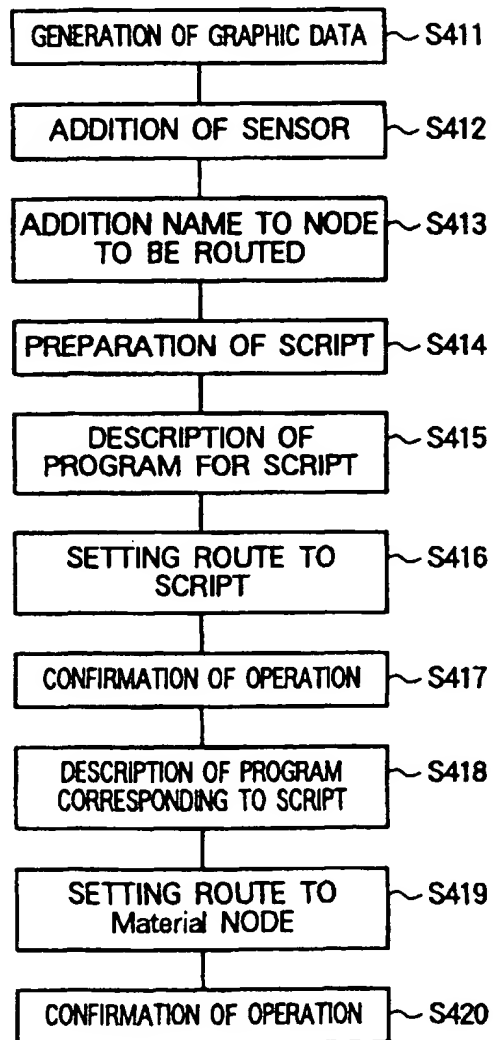 GENERATION OF GRAPHIC DATA S411
ADDITION OF SENSOR S412
ADDITION NAME TO NODE S413
TO BE ROUTED
PREPARATION OF SCRIPT S414
DESCRIPTION OF S415
PROGRAM FOR SCRIPT
SETTING ROUTE TO S416
SCRIPT
CONFIRMATION OF OPERATION S417
DESCRIPTION OF PROGRAM S418
CORRESPONDING TO SCRIPT
SETTING ROUTE TO S419
Material NODE
CONFIRMATION OF OPERATION S420